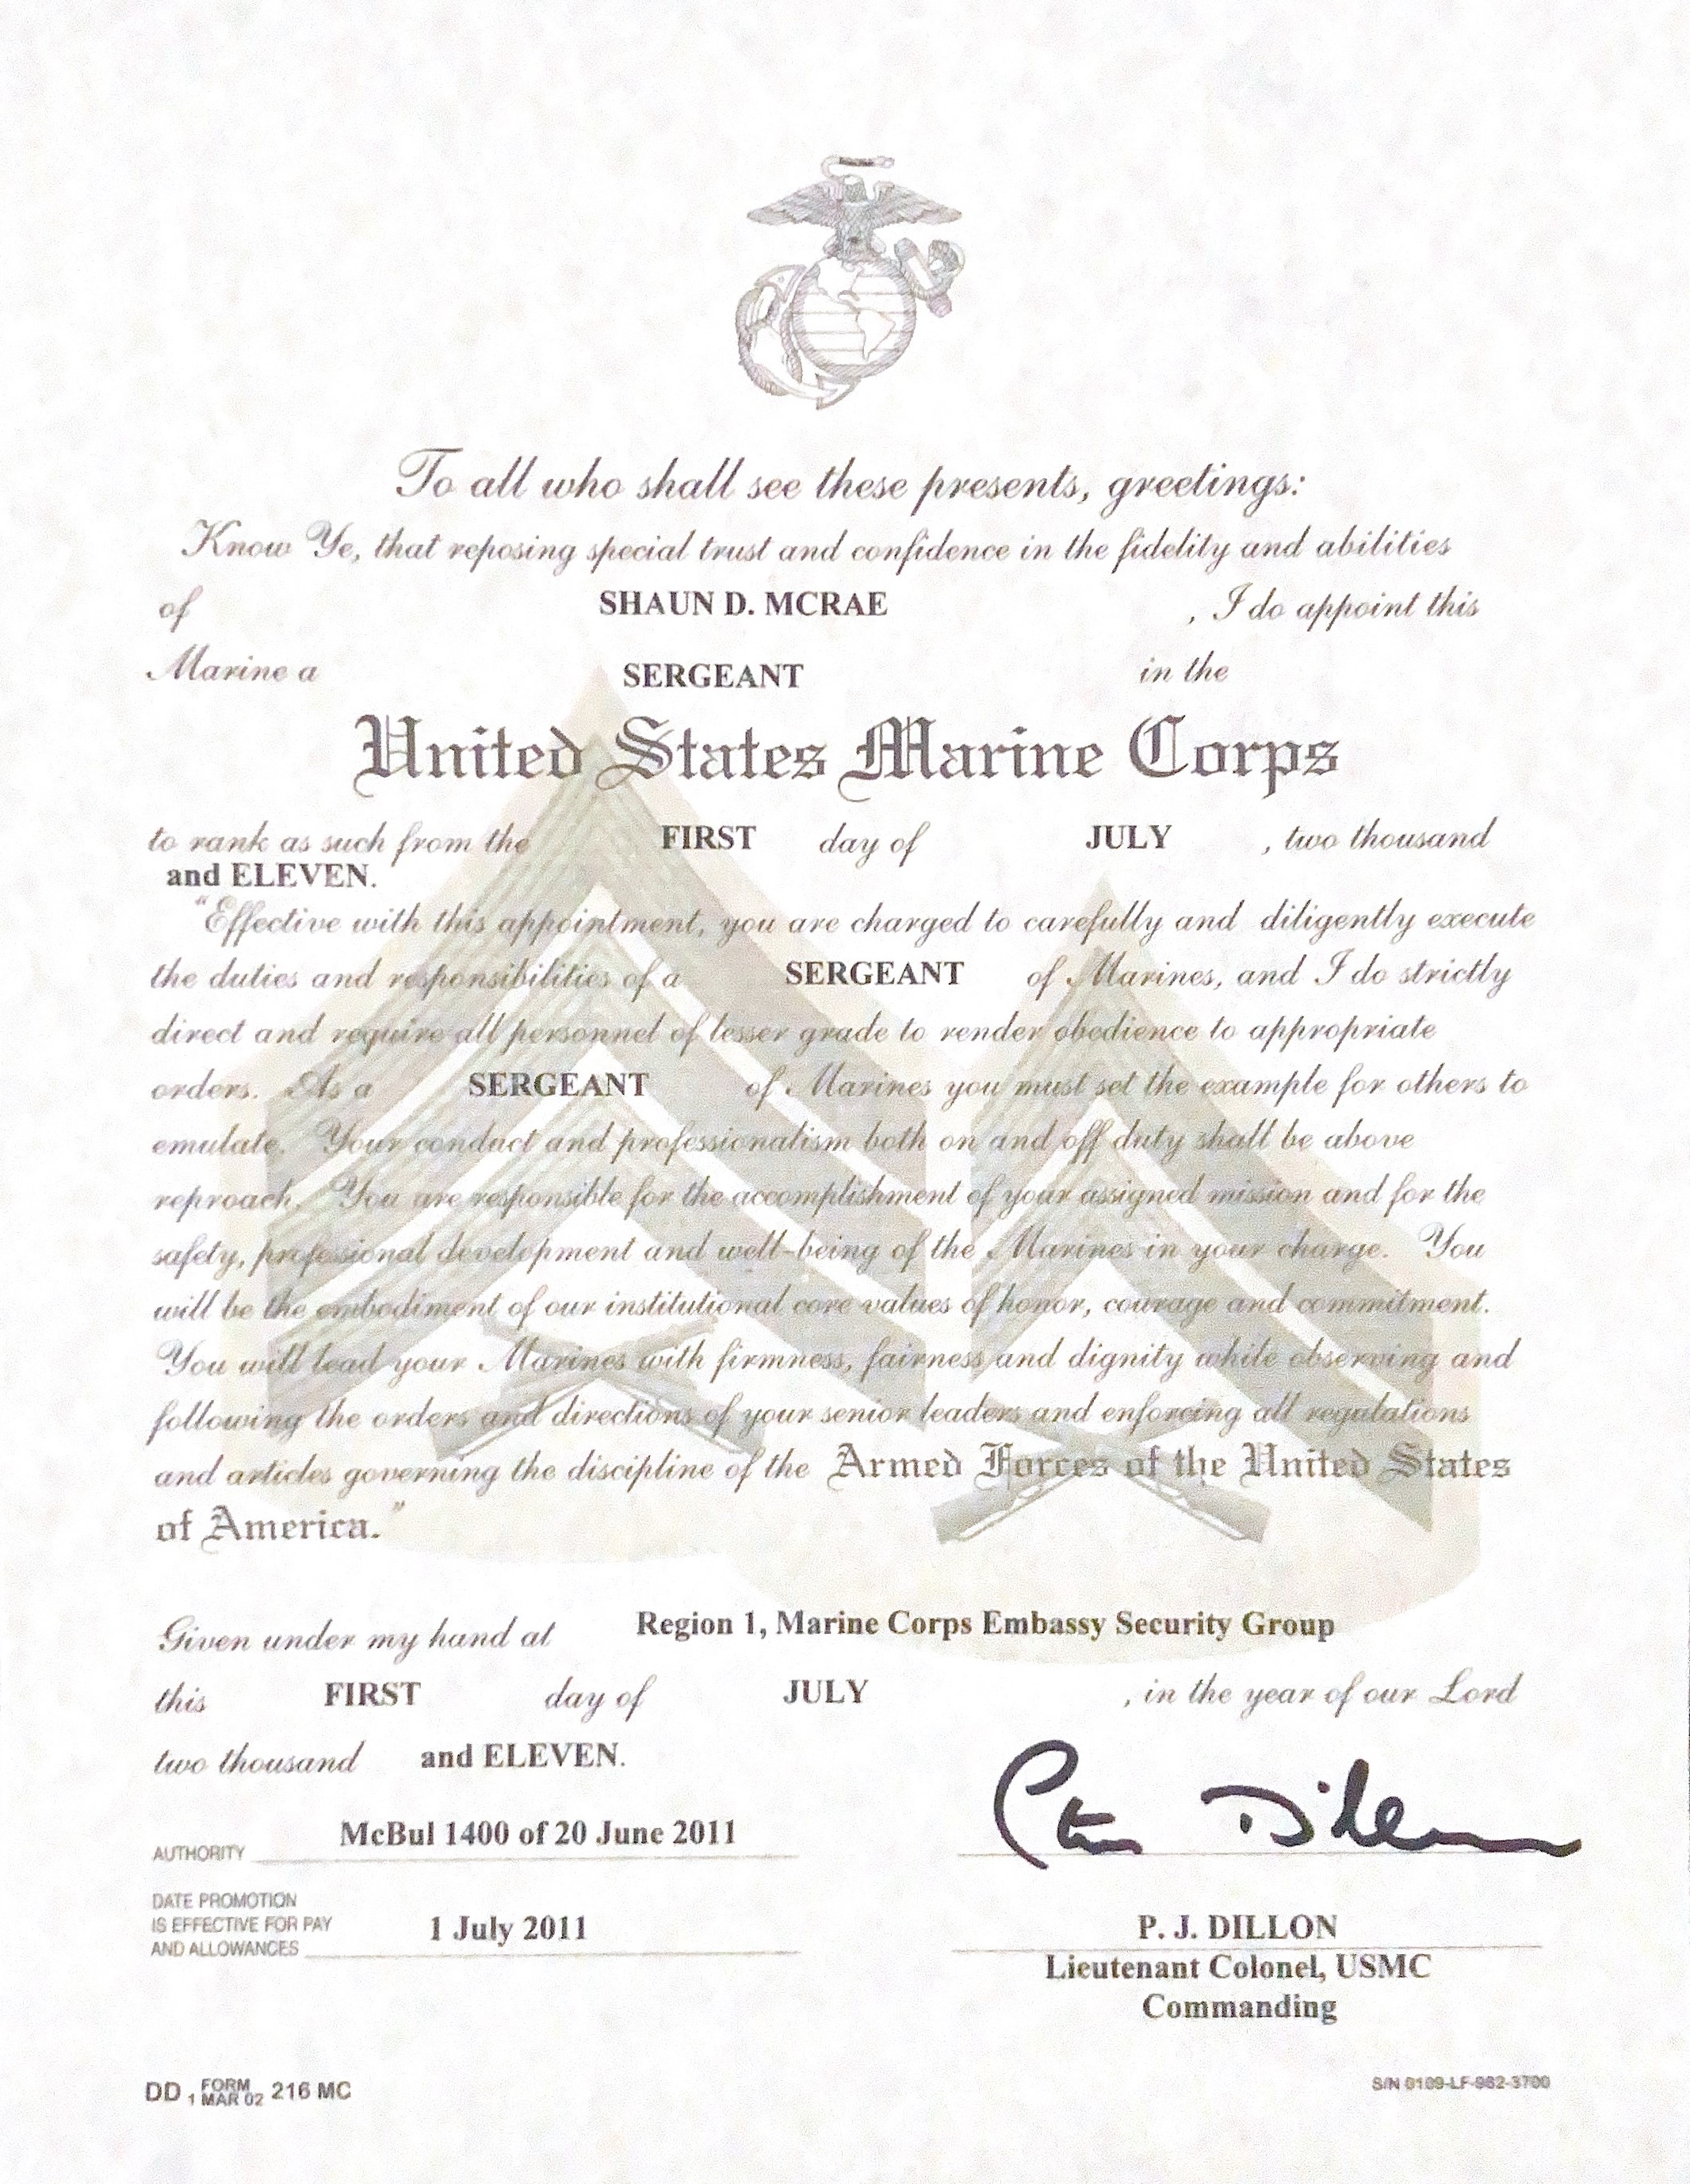 To all who shall see these presents, greetings:
Know Ye, that reposing special trust and confidence in the fidelity and abilities
of SHAUN D. MCRAE , I do appoint this
Marine a SERGEANT in the
United States Marine Corps
to rank as such from the FIRST day of JULY , two thousand
and ELEVEN.
"Effective with this appointment, you are charged to carefully and diligently execute
the duties and responsibilities of a SERGEANT of Marines, and I do strictly
direct and require all personnel of lesser grade to render obedience to appropriate
orders. As a SERGEANT of Marines you must set the example for others to
emulate. Your conduct and professionalism both on and off duty shall be above
reproach. You are responsible for the accomplishment of your assigned mission and for the
safety, professional development and well-being of the Marines in your charge. You
will be the embodiment of our institutional core values of honor, courage and commitment.
You will lead your Marines with firmness, fairness and dignity while observing and
following the orders and directions of your senior leaders and enforcing all regulations
and articles governing the discipline of the Armed Forces of the United States
of America."
Given under my hand at Region 1, Marine Corps Embassy Security Group
this FIRST day of JULY , in the year of our Lord
two thousand and ELEVEN.
AUTHORITY McBul 1400 of 20 June 2011
DATE PROMOTION
IS EFFECTIVE FOR PAY
AND ALLOWANCES 1 July 2011
P. J. DILLON
Lieutenant Colonel, USMC
Commanding
DD FORM 1 MAR 02 216 MC
S/N 0109-LF-982-3700